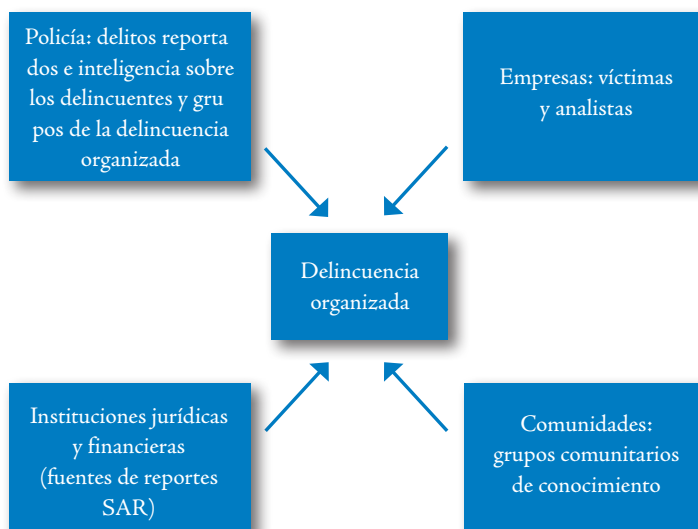 Policía: delitos reporta
dos e inteligencia sobre
los delincuentes y gru
pos de la delincuencia
organizada
Empresas: víctimas
y analistas
Delincuencia
organizada
Instituciones jurídicas
y financieras
(fuentes de reportes
SAR)
Comunidades:
grupos comunitarios
de conocimiento